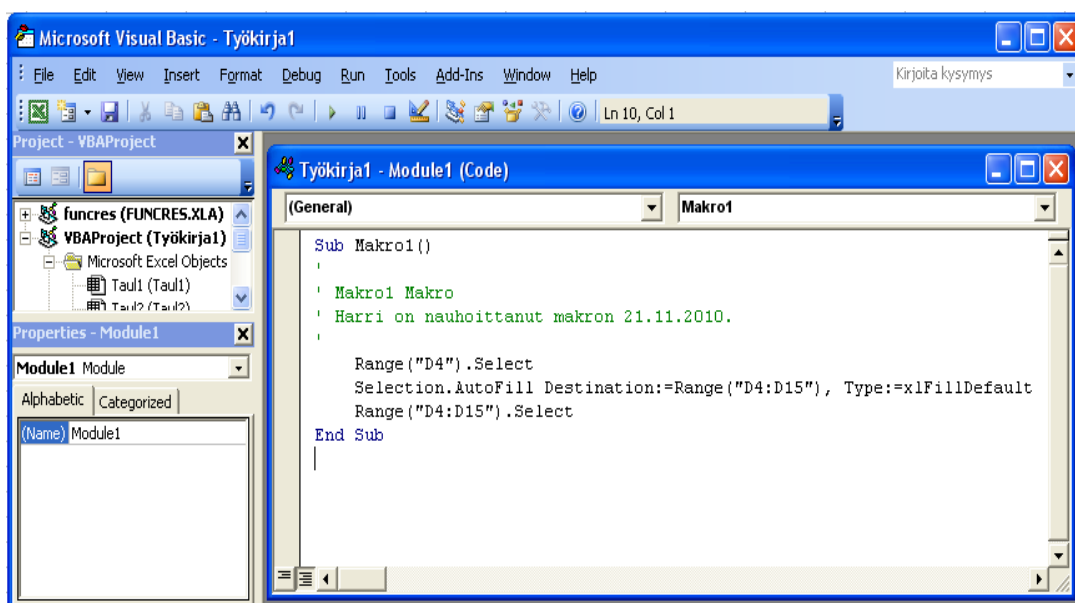 Microsoft Visual Basic - Työkirja1
File Edit View Insert Format Debug Run Tools Add-Ins Window Help Kirjoita kysymys
Ln 10, Col 1
Project - VBAProject
funcres (FUNCRES.XLA)
VBAProject (Työkirja1)
Microsoft Excel Objects
Taul1 (Taul1)
Taul2 (Taul2)
Properties - Module1
Module1 Module
Alphabetic Categorized
(Name) Module1
Työkirja1 - Module1 (Code)
(General) Makro1
Sub Makro1()
'
' Makro1 Makro
' Harri on nauhoittanut makron 21.11.2010.
'
Range("D4").Select
Selection.AutoFill Destination:=Range("D4:D15"), Type:=xlFillDefault
Range("D4:D15").Select
End Sub